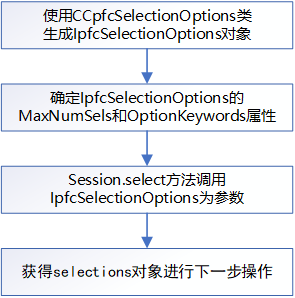 使用CCpfcSelectionOptions类
生成IpfcSelectionOptions对象
确定IpfcSelectionOptions的
MaxNumSels和OptionKeywords属性
Session.select方法调用
IpfcSelectionOptions为参数
获得selections对象进行下一步操作